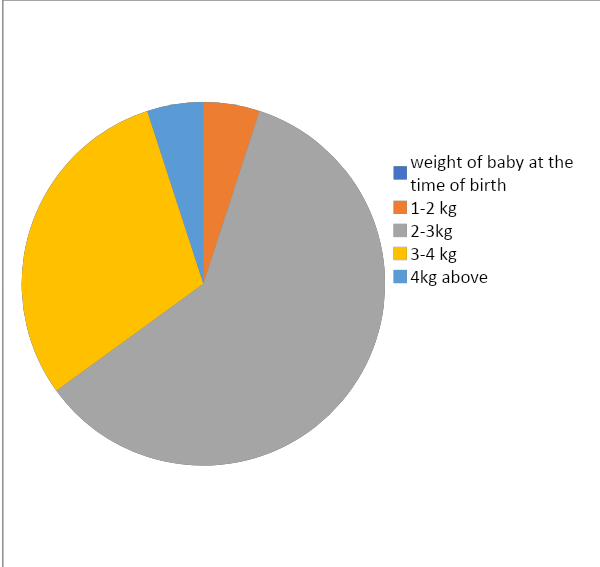 weight of baby at the
time of birth
1-2 kg
2-3kg
3-4 kg
4kg above